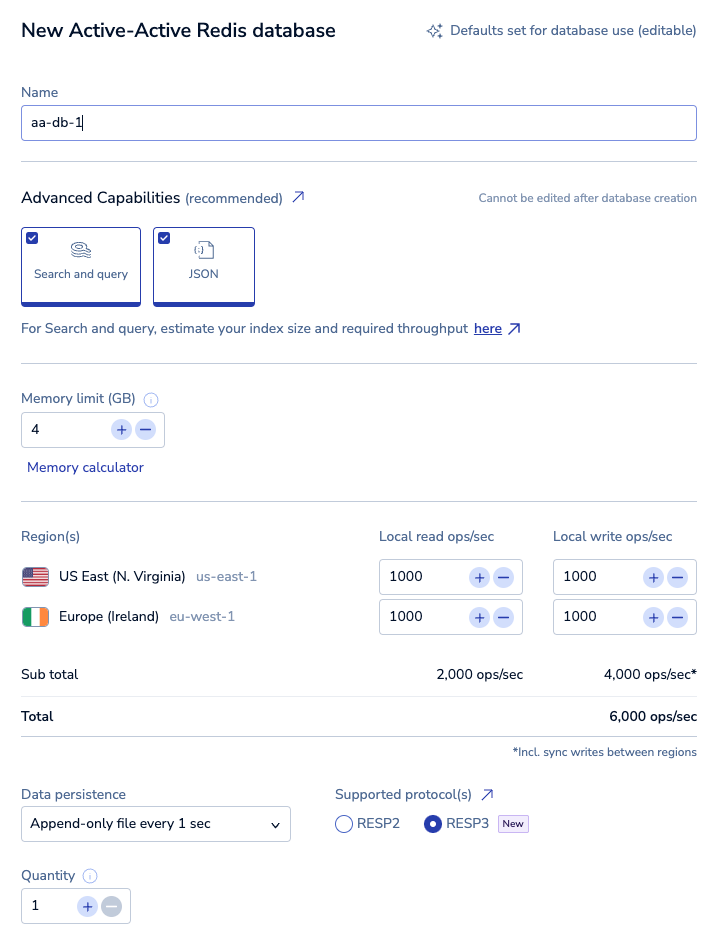 New Active-Active Redis database
Defaults set for database use (editable)
Name
aa-db-1
Advanced Capabilities (recommended)
Cannot be edited after database creation
Search and query
JSON
For Search and query, estimate your index size and required throughput here
Memory limit (GB)
4
Memory calculator
Region(s) Local read ops/sec Local write ops/sec
US East (N. Virginia) us-east-1 1000 1000
Europe (Ireland) eu-west-1 1000 1000
Sub total 2,000 ops/sec 4,000 ops/sec*
Total 6,000 ops/sec
*Incl. sync writes between regions
Data persistence
Append-only file every 1 sec
Supported protocol(s)
RESP2 RESP3 New
Quantity
1